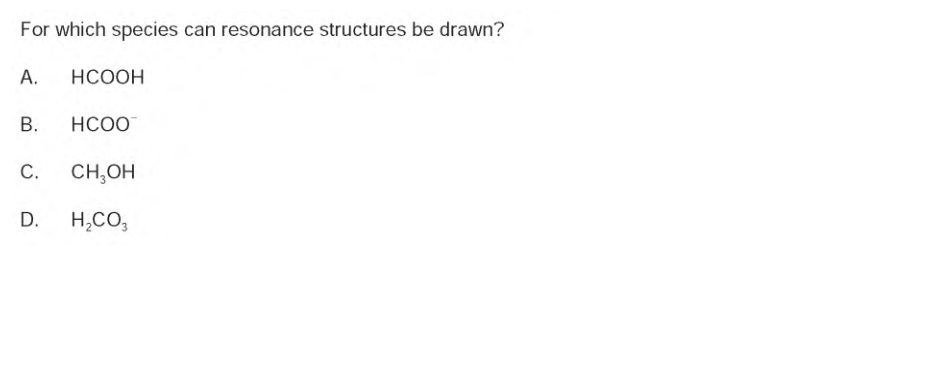 For which species can resonance structures be drawn?
A. HCOOH
B. HCOO⁻
C. CH₃OH
D. H₂CO₃